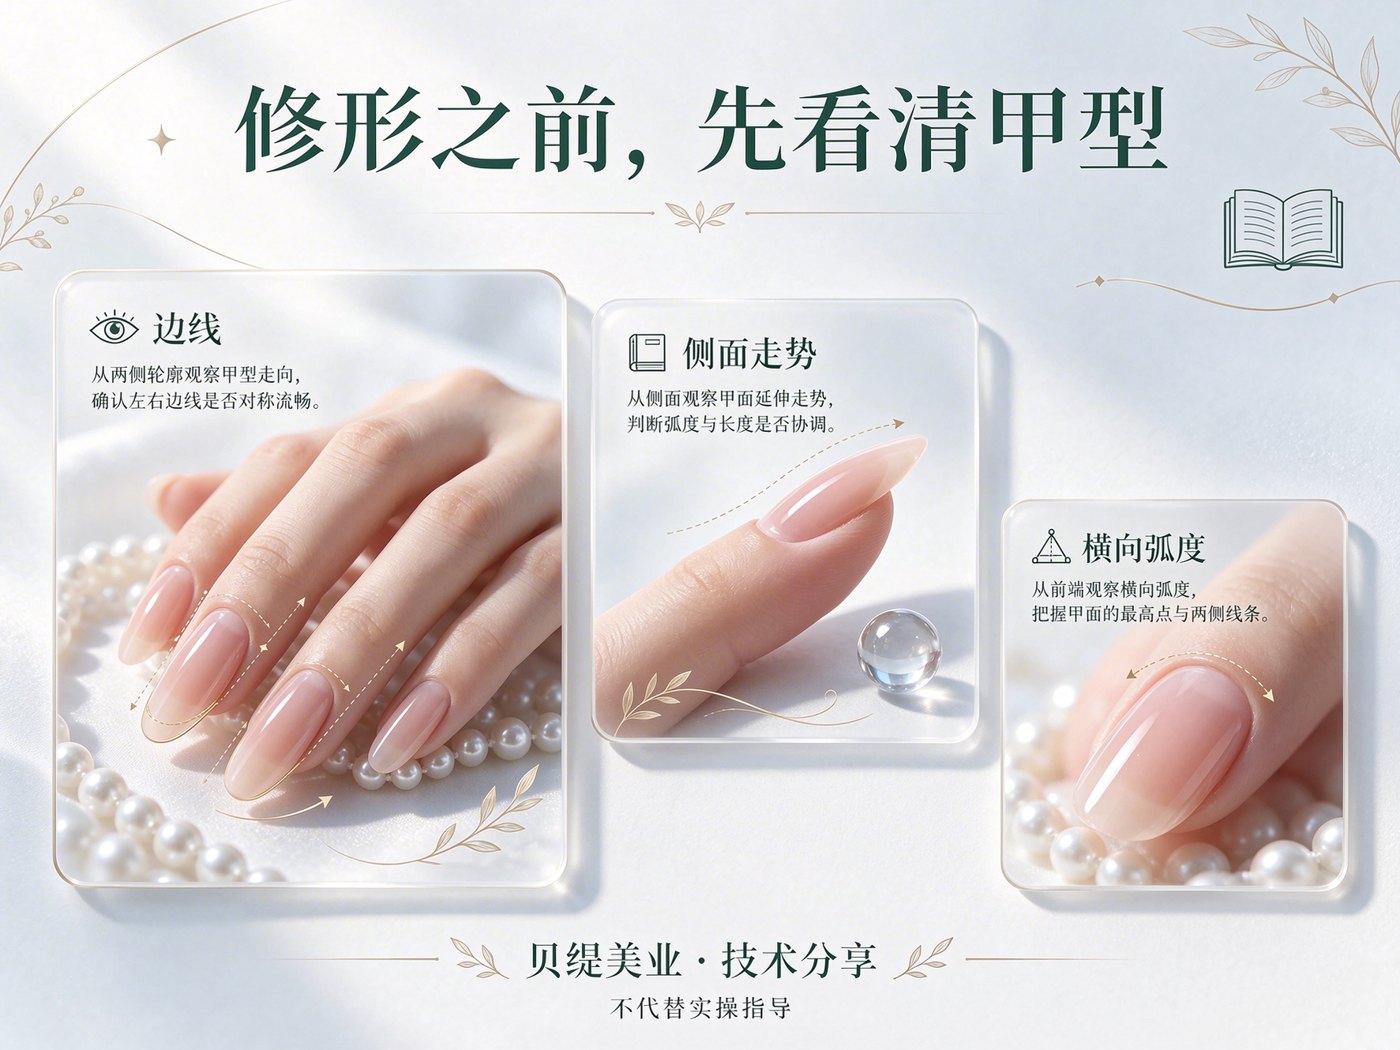 修形之前，先看清甲型
边线
从两侧轮廓观察甲型走向，
确认左右边线是否对称流畅。
侧面走势
从侧面观察甲面延伸走势，
判断弧度与长度是否协调。
横向弧度
从前端观察横向弧度，
把握甲面的最高点与两侧线条。
贝缇美业·技术分享
不代替实操指导